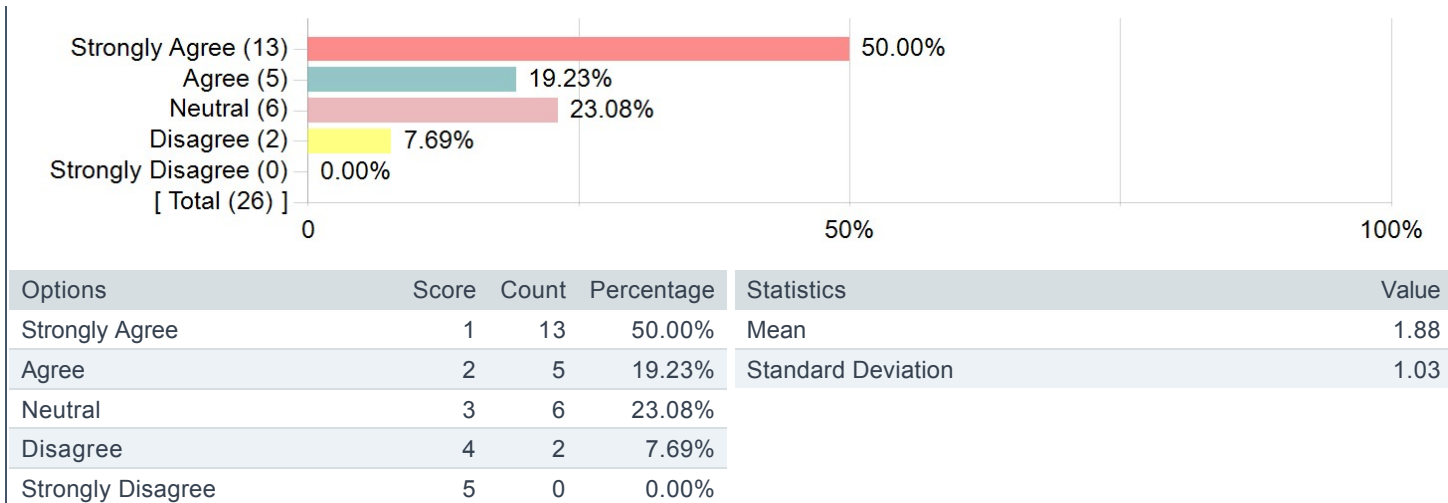 Strongly Agree (13) 50.00%
Agree (5) 19.23%
Neutral (6) 23.08%
Disagree (2) 7.69%
Strongly Disagree (0) 0.00%
[ Total (26) ]
0 50% 100%
Options Score Count Percentage
Strongly Agree 1 13 50.00%
Agree 2 5 19.23%
Neutral 3 6 23.08%
Disagree 4 2 7.69%
Strongly Disagree 5 0 0.00%
Statistics Value
Mean 1.88
Standard Deviation 1.03